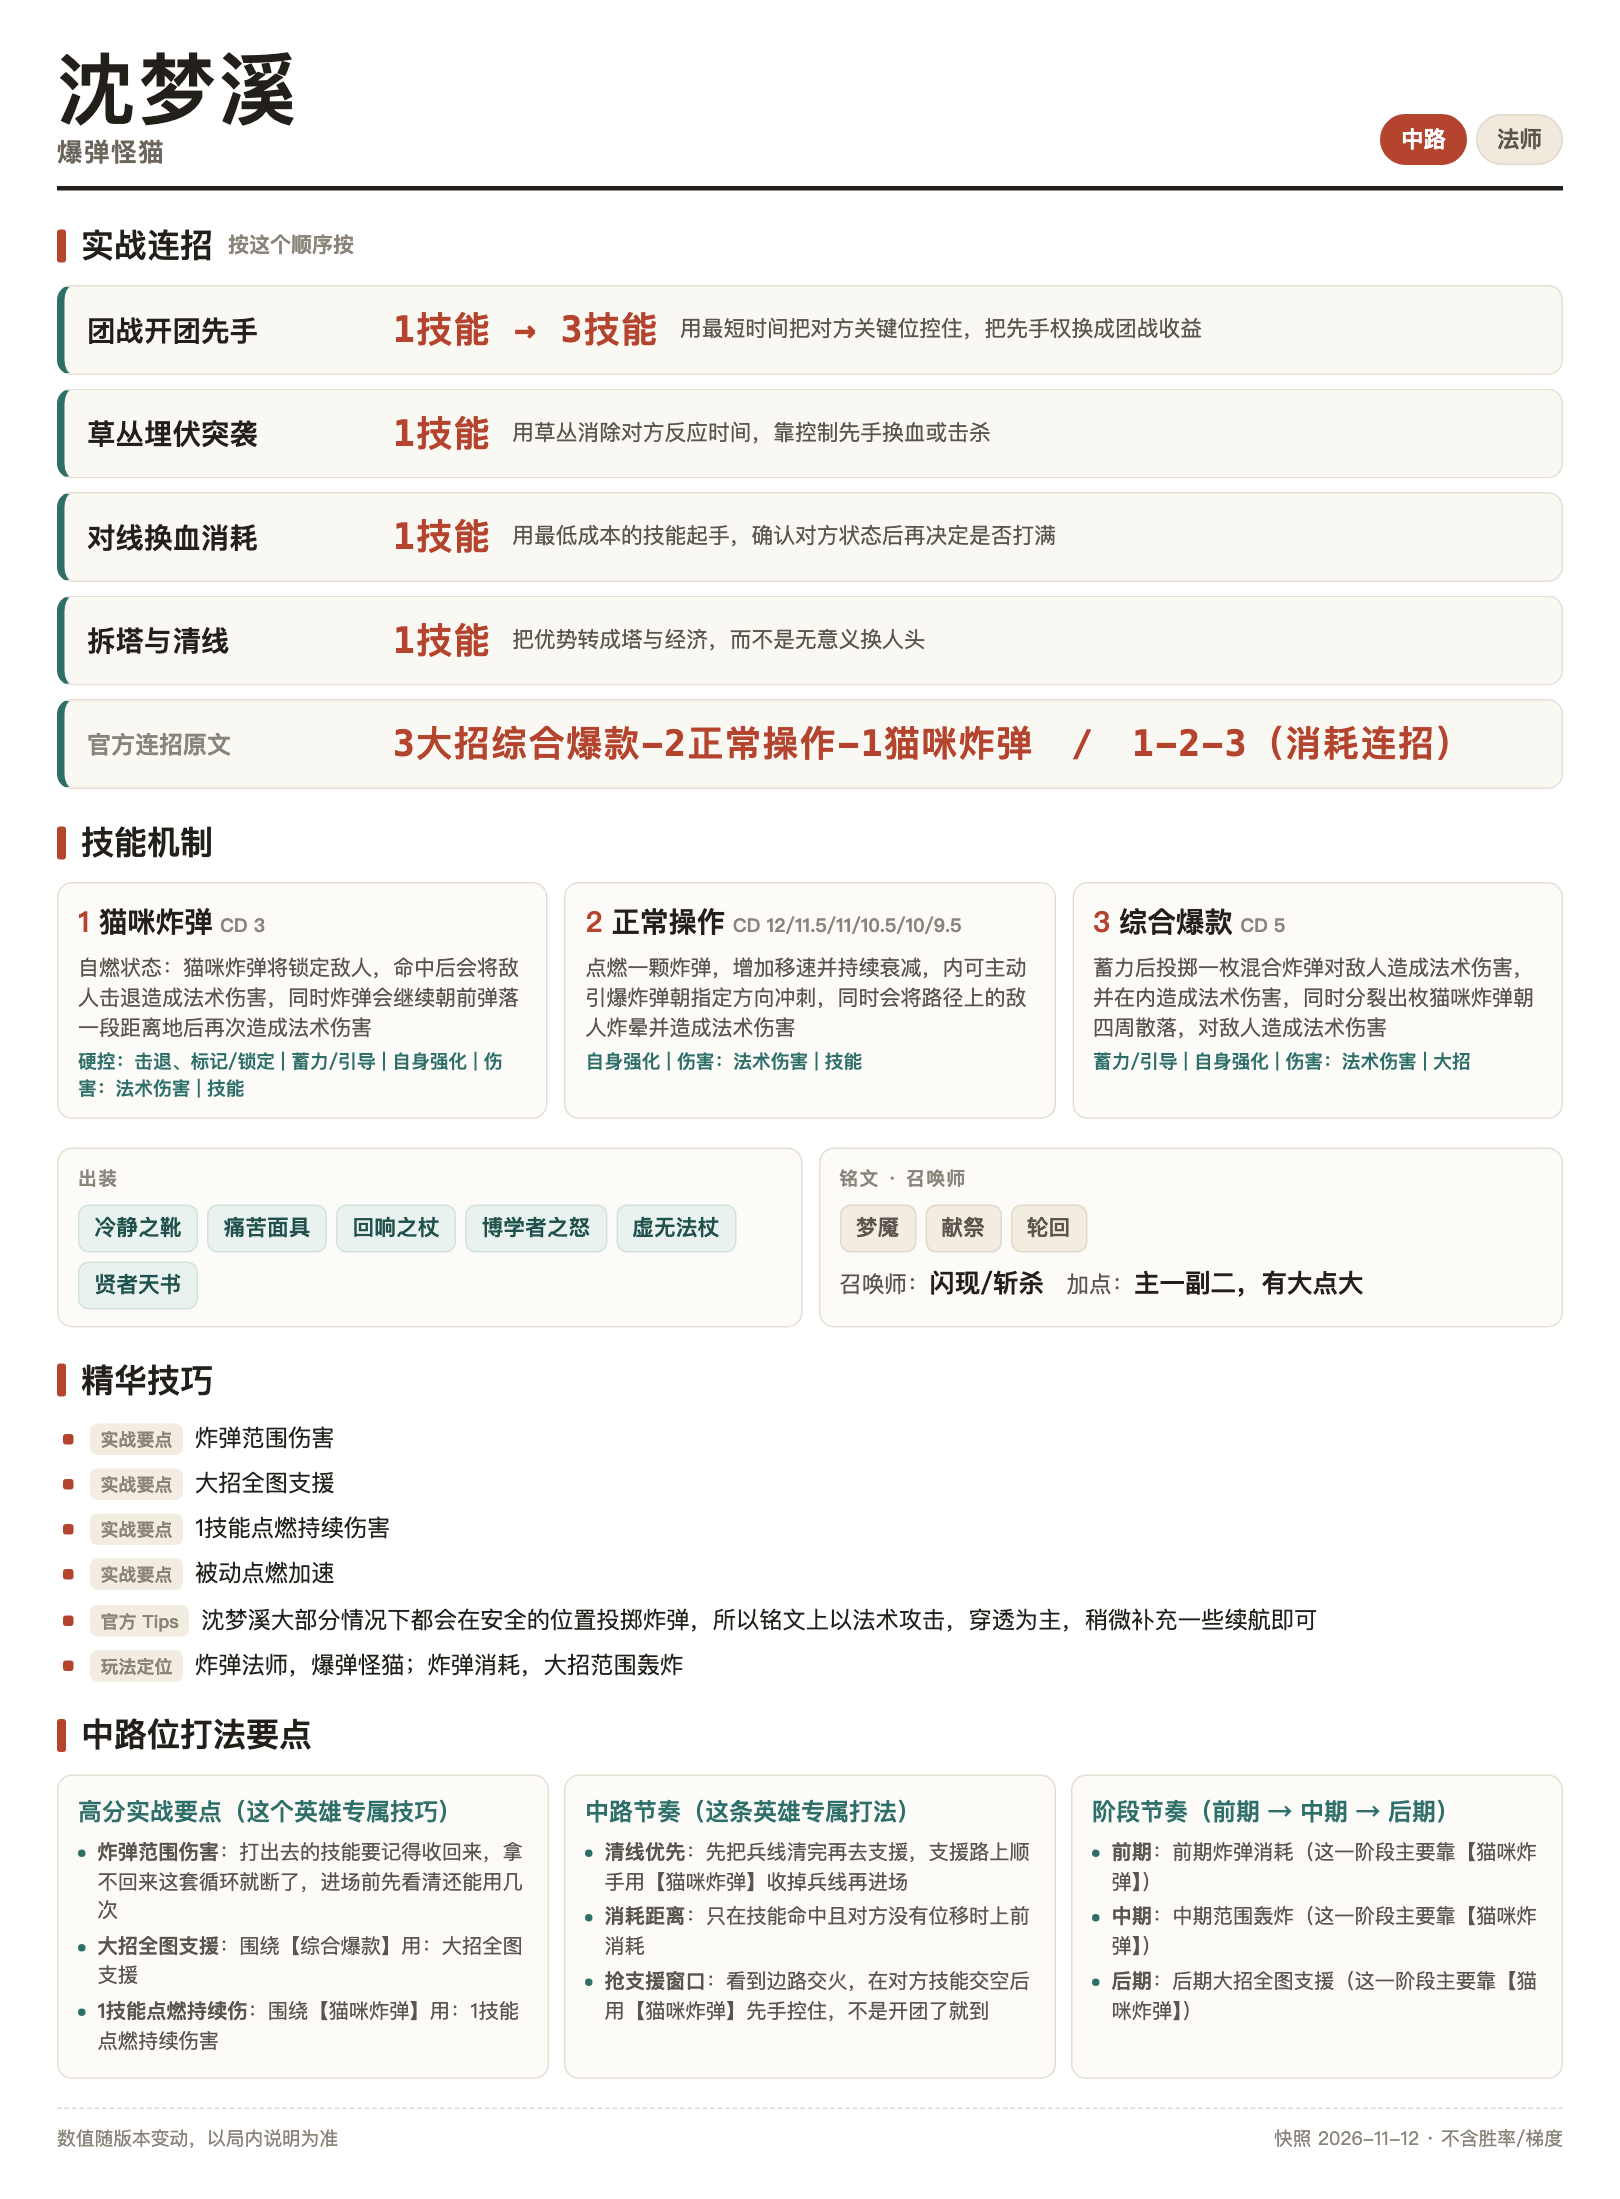 沈梦溪
爆弹怪猫
中路 法师
实战连招 按这个顺序按
团战开团先手 1技能 → 3技能 用最短时间把对方关键位控住，把先手权换成团战收益
草丛埋伏突袭 1技能 用草丛消除对方反应时间，靠控制先手换血或击杀
对线换血消耗 1技能 用最低成本的技能起手，确认对方状态后再决定是否打满
拆塔与清线 1技能 把优势转成塔与经济，而不是无意义换人头
官方连招原文 3大招综合爆款–2正常操作–1猫咪炸弹 / 1–2–3（消耗连招）
技能机制
1 猫咪炸弹 CD 3
自燃状态：猫咪炸弹将锁定敌人，命中后会将敌
人击退造成法术伤害，同时炸弹会继续朝前弹落
一段距离地后再次造成法术伤害
硬控：击退、标记/锁定 | 蓄力/引导 | 自身强化 | 伤
害：法术伤害 | 技能
2 正常操作 CD 12/11.5/11/10.5/10/9.5
点燃一颗炸弹，增加移速并持续衰减，内可主动
引爆炸弹朝指定方向冲刺，同时会将路径上的敌
人炸晕并造成法术伤害
自身强化 | 伤害：法术伤害 | 技能
3 综合爆款 CD 5
蓄力后投掷一枚混合炸弹对敌人造成法术伤害，
并在内造成法术伤害，同时分裂出枚猫咪炸弹朝
四周散落，对敌人造成法术伤害
蓄力/引导 | 自身强化 | 伤害：法术伤害 | 大招
出装
冷静之靴 痛苦面具 回响之杖 博学者之怒 虚无法杖
贤者天书
铭文 · 召唤师
梦魇 献祭 轮回
召唤师：闪现/斩杀 加点：主一副二，有大点大
精华技巧
实战要点 炸弹范围伤害
实战要点 大招全图支援
实战要点 1技能点燃持续伤害
实战要点 被动点燃加速
官方 Tips 沈梦溪大部分情况下都会在安全的位置投掷炸弹，所以铭文上以法术攻击，穿透为主，稍微补充一些续航即可
玩法定位 炸弹法师，爆弹怪猫；炸弹消耗，大招范围轰炸
中路位打法要点
高分实战要点（这个英雄专属技巧）
炸弹范围伤害：打出去的技能要记得收回来，拿
不回来这套循环就断了，进场前先看清还能用几
次
大招全图支援：围绕【综合爆款】用：大招全图
支援
1技能点燃持续伤：围绕【猫咪炸弹】用：1技能
点燃持续伤害
中路节奏（这条英雄专属打法）
清线优先：先把兵线清完再去支援，支援路上顺
手用【猫咪炸弹】收掉兵线再进场
消耗距离：只在技能命中且对方没有位移时上前
消耗
抢支援窗口：看到边路交火，在对方技能交空后
用【猫咪炸弹】先手控住，不是开团了就到
阶段节奏（前期 → 中期 → 后期）
前期：前期炸弹消耗（这一阶段主要靠【猫咪炸
弹】）
中期：中期范围轰炸（这一阶段主要靠【猫咪炸
弹】）
后期：后期大招全图支援（这一阶段主要靠【猫
咪炸弹】）
数值随版本变动，以局内说明为准
快照 2026–11–12 · 不含胜率/梯度